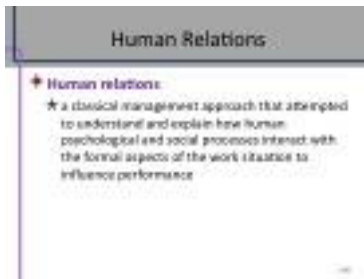 Human Relations
Human relations
a classical management approach that attempted
to understand and explain how human
psychological and social processes interact with
the formal aspects of the work situation to
influence performance